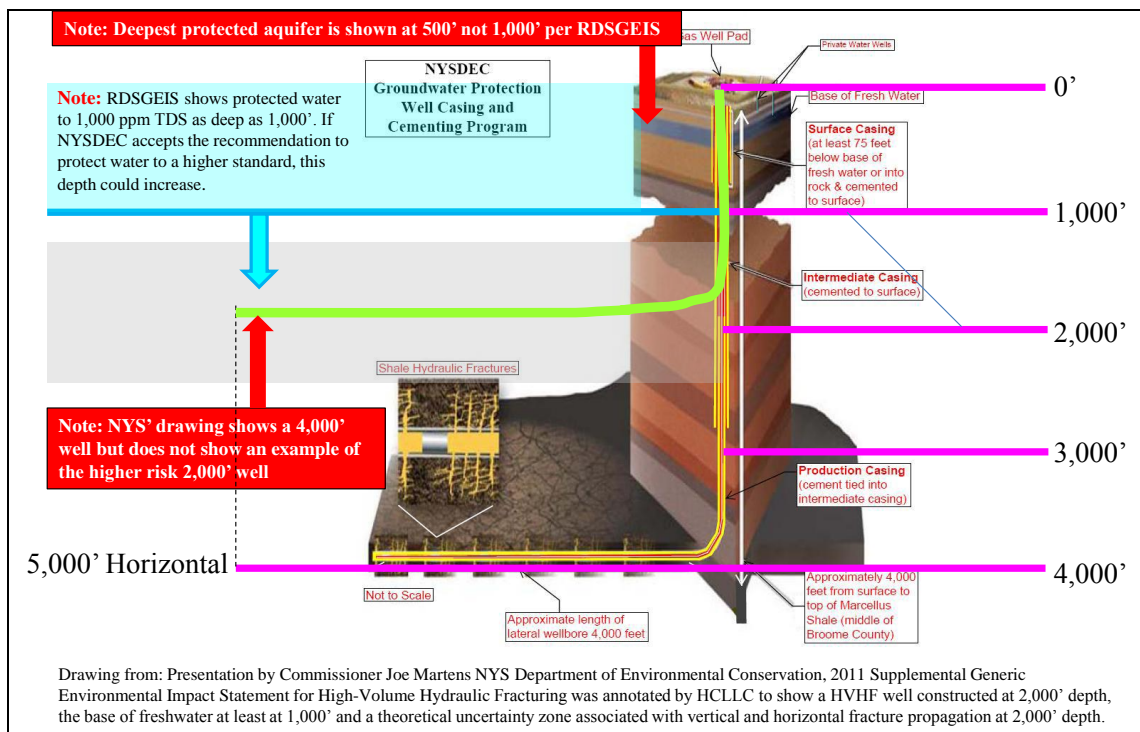 Note: Deepest protected aquifer is shown at 500’ not 1,000’ per RDSGEIS
Gas Well Pad
Private Water Wells
NYSDEC
Groundwater Protection
Well Casing and
Cementing Program
0’
Base of Fresh Water
Note: RDSGEIS shows protected water
to 1,000 ppm TDS as deep as 1,000’. If
NYSDEC accepts the recommendation to
protect water to a higher standard, this
depth could increase.
Surface Casing
(at least 75 feet
below base of
fresh water or into
rock & cemented
to surface)
1,000’
Intermediate Casing
(cemented to surface)
2,000’
Shale Hydraulic Fractures
Note: NYS’ drawing shows a 4,000’
well but does not show an example of
the higher risk 2,000’ well
3,000’
Production Casing
(cement tied into
intermediate casing)
5,000’ Horizontal
4,000’
Not to Scale
Approximate length of
lateral wellbore 4,000 feet
Approximately 4,000
feet from surface to
top of Marcellus
Shale (middle of
Broome County)
Drawing from: Presentation by Commissioner Joe Martens NYS Department of Environmental Conservation, 2011 Supplemental Generic
Environmental Impact Statement for High-Volume Hydraulic Fracturing was annotated by HCLLC to show a HVHF well constructed at 2,000’ depth,
the base of freshwater at least at 1,000’ and a theoretical uncertainty zone associated with vertical and horizontal fracture propagation at 2,000’ depth.